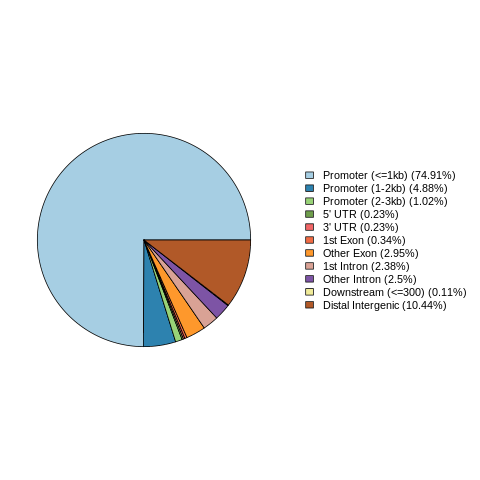 Promoter (<=1kb) (74.91%)
Promoter (1-2kb) (4.88%)
Promoter (2-3kb) (1.02%)
5' UTR (0.23%)
3' UTR (0.23%)
1st Exon (0.34%)
Other Exon (2.95%)
1st Intron (2.38%)
Other Intron (2.5%)
Downstream (<=300) (0.11%)
Distal Intergenic (10.44%)